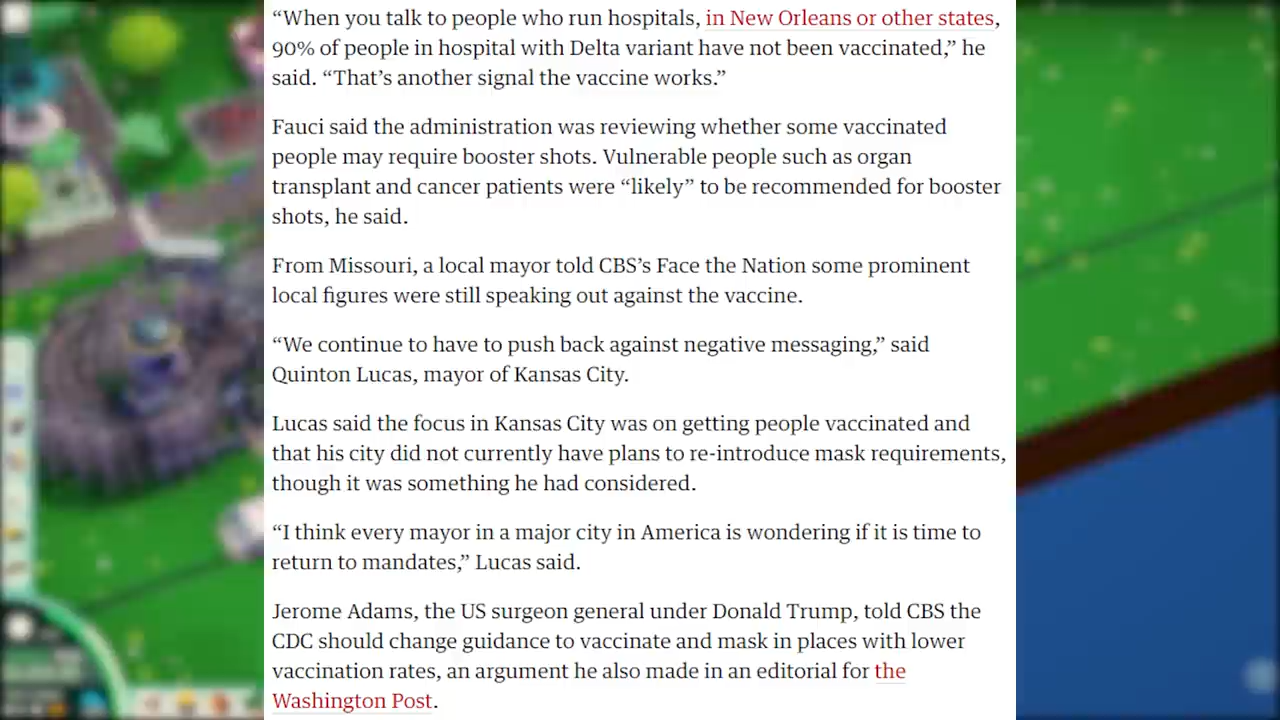 “When you talk to people who run hospitals, in New Orleans or other states,
90% of people in hospital with Delta variant have not been vaccinated,” he
said. “That’s another signal the vaccine works.”
Fauci said the administration was reviewing whether some vaccinated
people may require booster shots. Vulnerable people such as organ
transplant and cancer patients were “likely” to be recommended for booster
shots, he said.
From Missouri, a local mayor told CBS’s Face the Nation some prominent
local figures were still speaking out against the vaccine.
“We continue to have to push back against negative messaging,” said
Quinton Lucas, mayor of Kansas City.
Lucas said the focus in Kansas City was on getting people vaccinated and
that his city did not currently have plans to re-introduce mask requirements,
though it was something he had considered.
“I think every mayor in a major city in America is wondering if it is time to
return to mandates,” Lucas said.
Jerome Adams, the US surgeon general under Donald Trump, told CBS the
CDC should change guidance to vaccinate and mask in places with lower
vaccination rates, an argument he also made in an editorial for the
Washington Post.